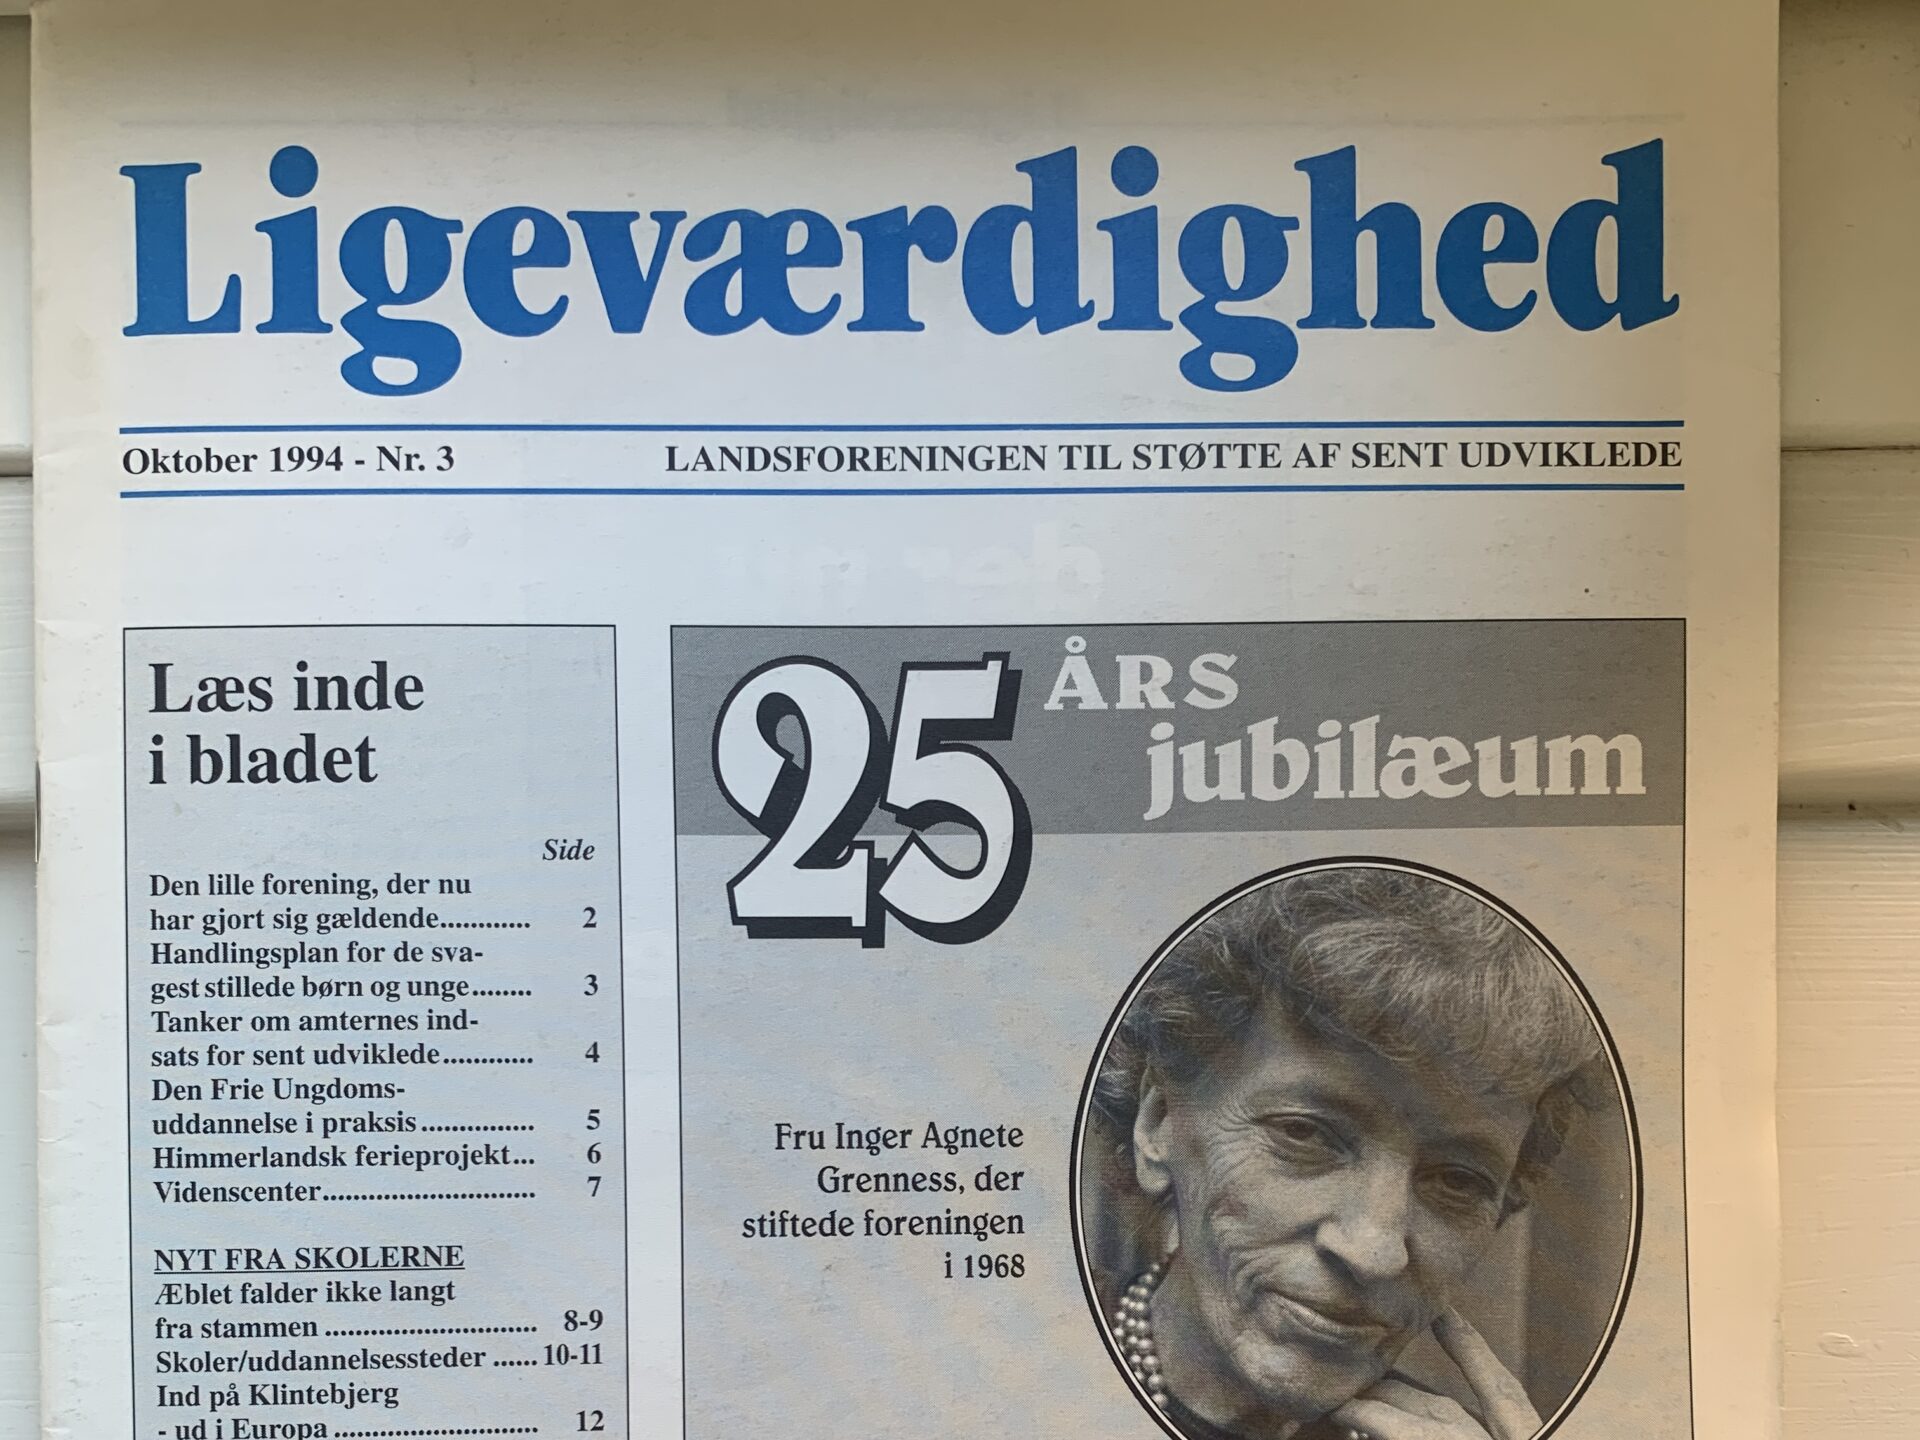 Ligeværdighed
Oktober 1994 - Nr. 3
LANDSFORENINGEN TIL STØTTE AF SENT UDVIKLEDE
Læs inde
i bladet
Side
Den lille forening, der nu
har gjort sig gældende............ 2
Handlingsplan for de sva-
gest stillede børn og unge........ 3
Tanker om amternes ind-
sats for sent udviklede............ 4
Den Frie Ungdoms-
uddannelse i praksis............... 5
Himmerlandsk ferieprojekt... 6
Videnscenter............................ 7
NYT FRA SKOLERNE
Æblet falder ikke langt
fra stammen ............................ 8-9
Skoler/uddannelsessteder ...... 10-11
Ind på Klintebjerg
- ud i Europa ........................... 12
25 ÅRS
jubilæum
Fru Inger Agnete
Grenness, der
stiftede foreningen
i 1968